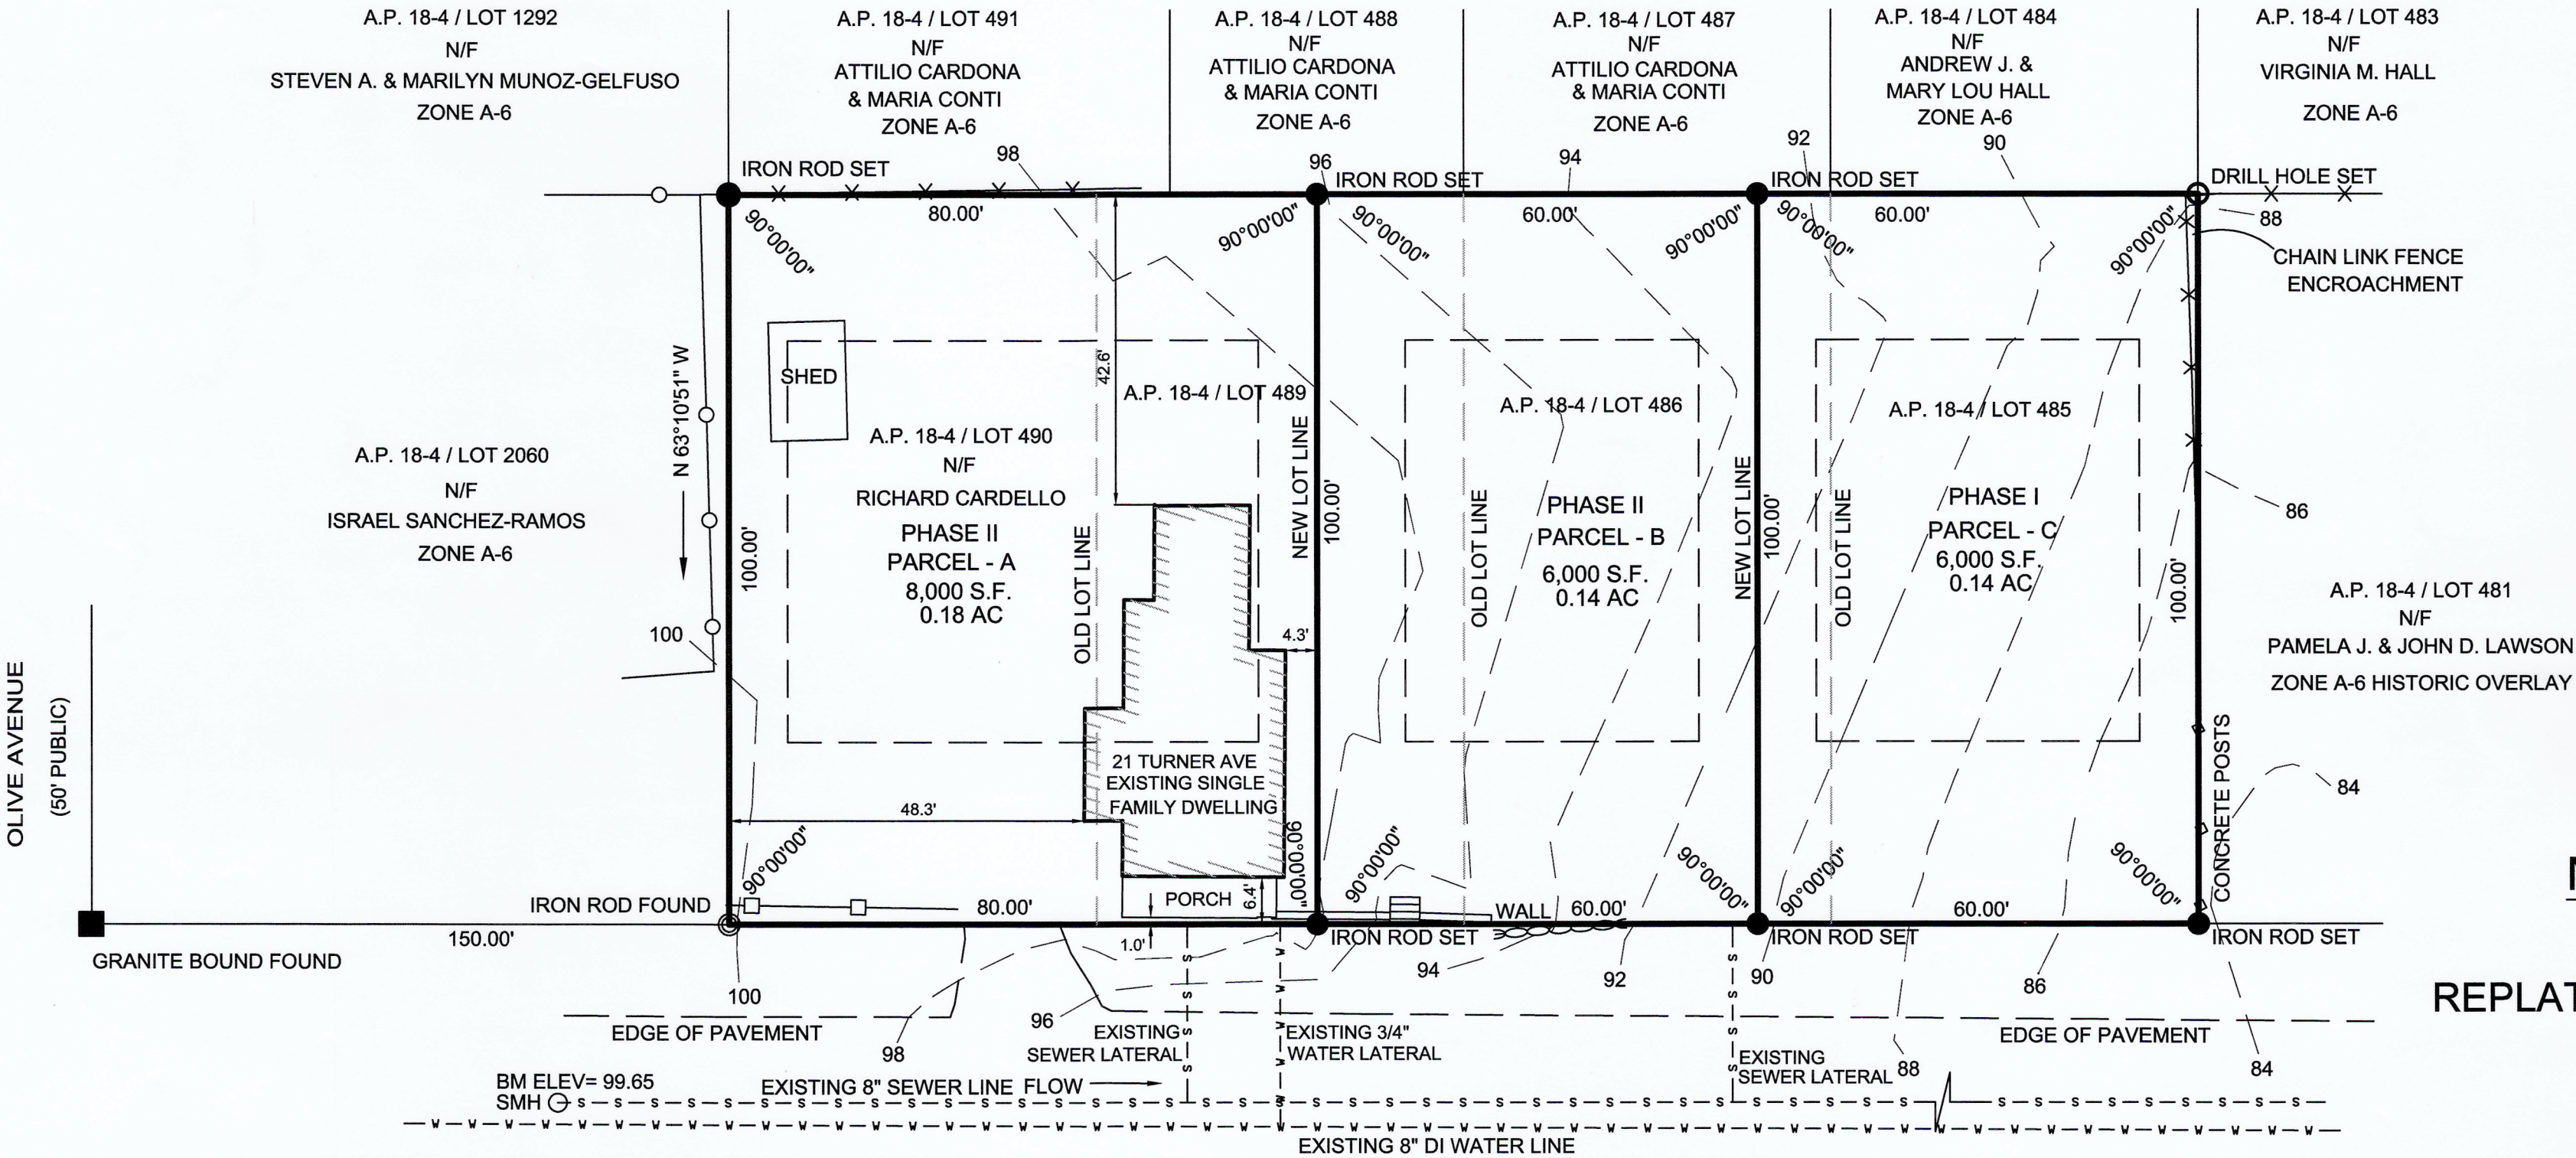 A.P. 18-4 / LOT 1292
N/F
STEVEN A. & MARILYN MUNOZ-GELFUSO
ZONE A-6
A.P. 18-4 / LOT 491
N/F
ATTILIO CARDONA
& MARIA CONTI
ZONE A-6
A.P. 18-4 / LOT 488
N/F
ATTILIO CARDONA
& MARIA CONTI
ZONE A-6
A.P. 18-4 / LOT 487
N/F
ATTILIO CARDONA
& MARIA CONTI
ZONE A-6
A.P. 18-4 / LOT 484
N/F
ANDREW J. &
MARY LOU HALL
ZONE A-6
A.P. 18-4 / LOT 483
N/F
VIRGINIA M. HALL
ZONE A-6
98
96
94
92
90
IRON ROD SET
IRON ROD SET
IRON ROD SET
DRILL HOLE SET
88
80.00'
60.00'
60.00'
90°00'00"
90°00'00"
90°00'00"
90°00'00"
90°00'00"
90°00'00"
CHAIN LINK FENCE
ENCROACHMENT
N 63°10'51" W
SHED
42.6'
A.P. 18-4 / LOT 489
A.P. 18-4 / LOT 486
A.P. 18-4 / LOT 485
A.P. 18-4 / LOT 2060
N/F
ISRAEL SANCHEZ-RAMOS
ZONE A-6
A.P. 18-4 / LOT 490
N/F
RICHARD CARDELLO
PHASE II
PARCEL - A
8,000 S.F.
0.18 AC
100.00'
OLD LOT LINE
NEW LOT LINE
100.00'
OLD LOT LINE
PHASE II
PARCEL - B
6,000 S.F.
0.14 AC
NEW LOT LINE
100.00'
OLD LOT LINE
PHASE I
PARCEL - C
6,000 S.F.
0.14 AC
100.00'
86
A.P. 18-4 / LOT 481
N/F
PAMELA J. & JOHN D. LAWSON
ZONE A-6 HISTORIC OVERLAY
100
4.3'
OLIVE AVENUE
(50' PUBLIC)
21 TURNER AVE
EXISTING SINGLE
FAMILY DWELLING
48.3'
CONCRETE POSTS
84
90°00'00"
90°00'00"
90°00'00"
90°00'00"
90°00'00"
90°00'00"
IRON ROD FOUND
80.00'
PORCH
6.4'
WALL
60.00'
60.00'
150.00'
1.0'
IRON ROD SET
IRON ROD SET
IRON ROD SET
GRANITE BOUND FOUND
94
92
90
86
100
REPLAT
96
EDGE OF PAVEMENT
98
EXISTING
SEWER LATERAL
EXISTING 3/4"
WATER LATERAL
EDGE OF PAVEMENT
EXISTING
SEWER LATERAL
88
84
BM ELEV= 99.65
SMH
EXISTING 8" SEWER LINE FLOW
EXISTING 8" DI WATER LINE